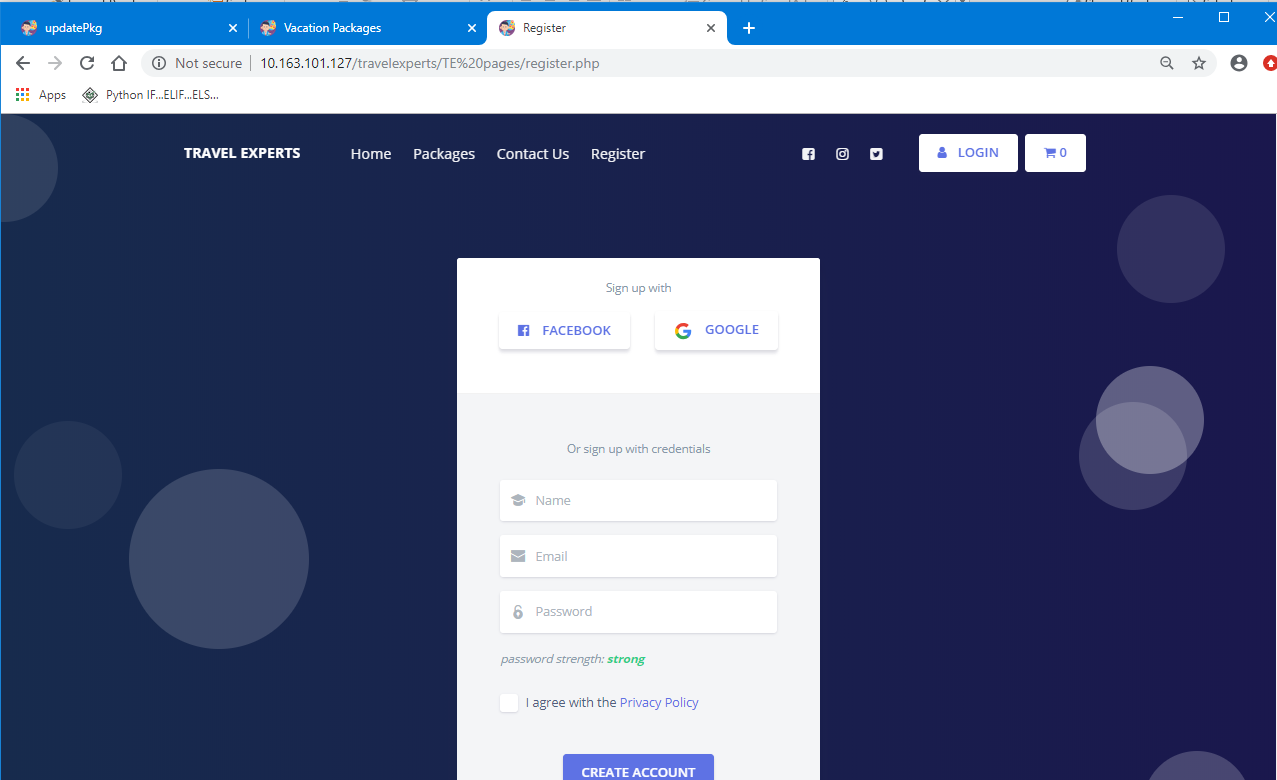 updatePkg
Vacation Packages
Register
Not secure
10.163.101.127/travelexperts/TE%20pages/register.php
Apps
Python IF...ELIF...ELS...
TRAVEL EXPERTS
Home
Packages
Contact Us
Register
LOGIN
0
Sign up with
FACEBOOK
GOOGLE
Or sign up with credentials
Name
Email
Password
password strength: strong
I agree with the Privacy Policy
CREATE ACCOUNT